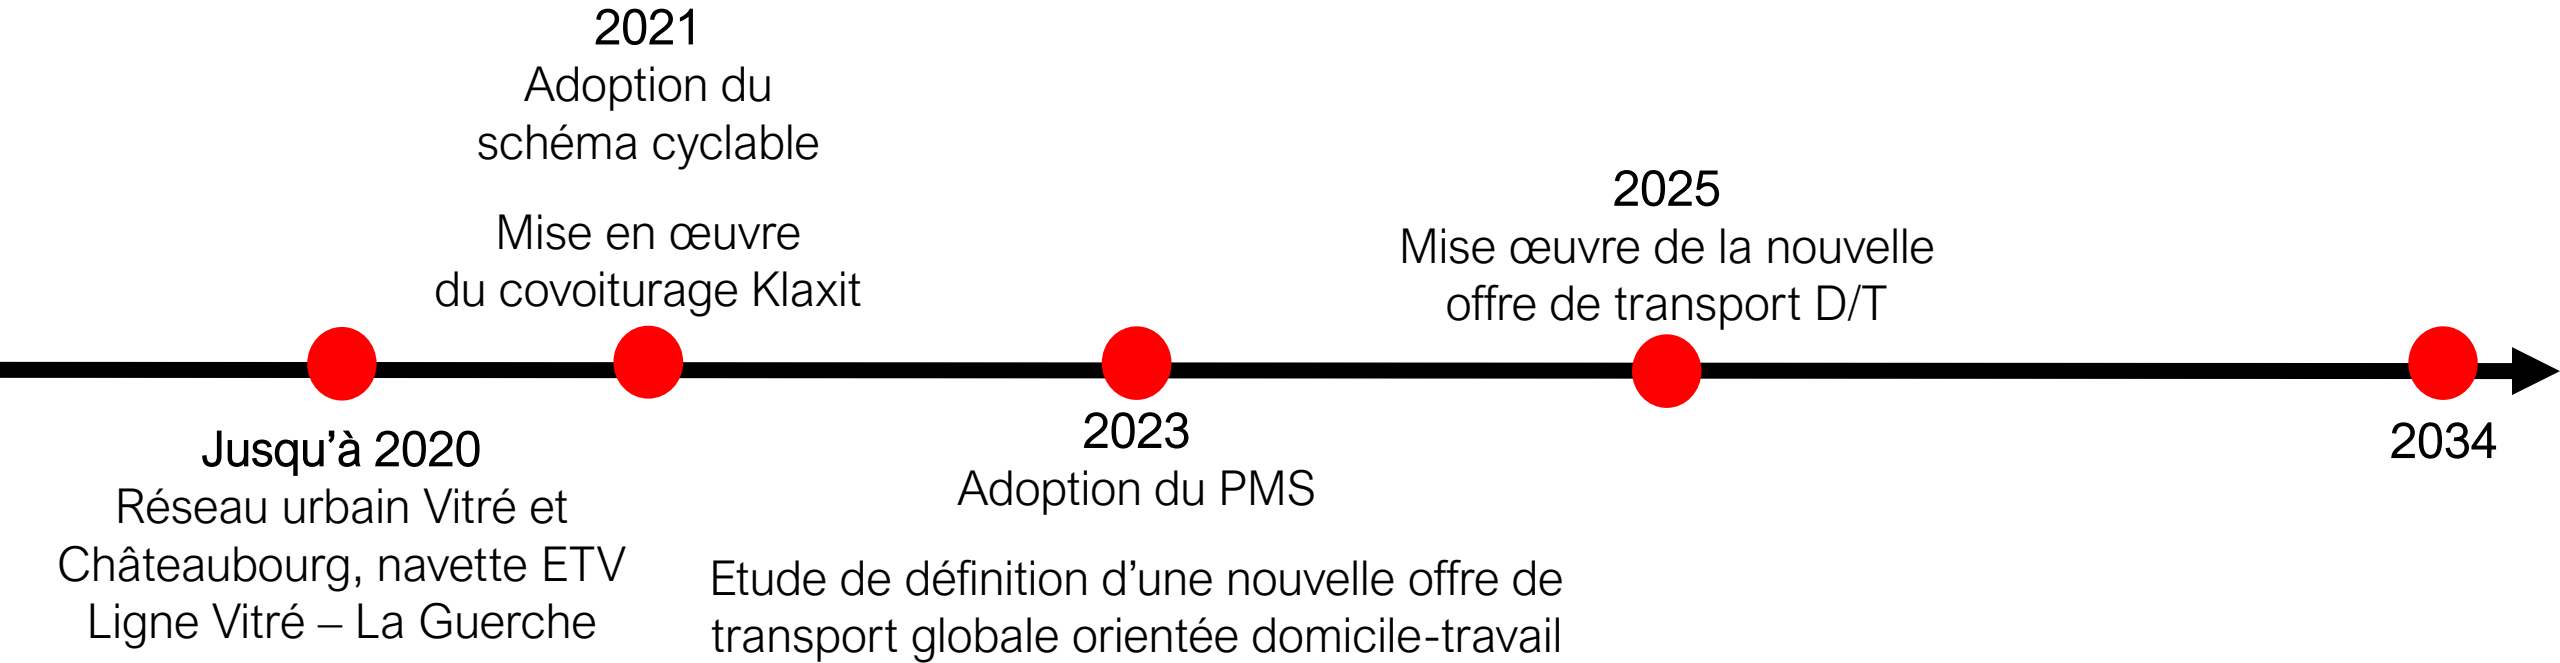 2021
Adoption du
schéma cyclable
Mise en œuvre
du covoiturage Klaxit
2025
Mise œuvre de la nouvelle
offre de transport D/T
Jusqu’à 2020
Réseau urbain Vitré et
Châteaubourg, navette ETV
Ligne Vitré – La Guerche
2023
Adoption du PMS
Etude de définition d’une nouvelle offre de
transport globale orientée domicile-travail
2034